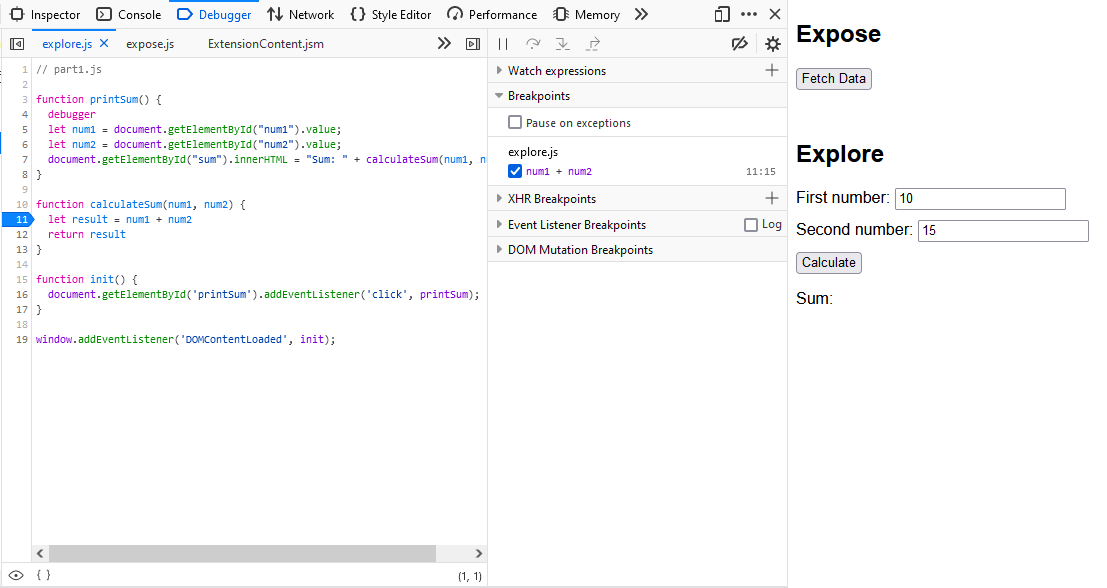 Inspector Console Debugger Network {} Style Editor Performance Memory
explore.js expose.js ExtensionContent.jsm
1 // part1.js
2
3 function printSum() {
4 debugger
5 let num1 = document.getElementById("num1").value;
6 let num2 = document.getElementById("num2").value;
7 document.getElementById("sum").innerHTML = "Sum: " + calculateSum(num1, n
8 }
9
10 function calculateSum(num1, num2) {
11 let result = num1 + num2
12 return result
13 }
14
15 function init() {
16 document.getElementById('printSum').addEventListener('click', printSum);
17 }
18
19 window.addEventListener('DOMContentLoaded', init);
{ } (1, 1)
Watch expressions
Breakpoints
Pause on exceptions
explore.js
num1 + num2 11:15
XHR Breakpoints
Event Listener Breakpoints Log
DOM Mutation Breakpoints
Expose
Fetch Data
Explore
First number: 10
Second number: 15
Calculate
Sum: